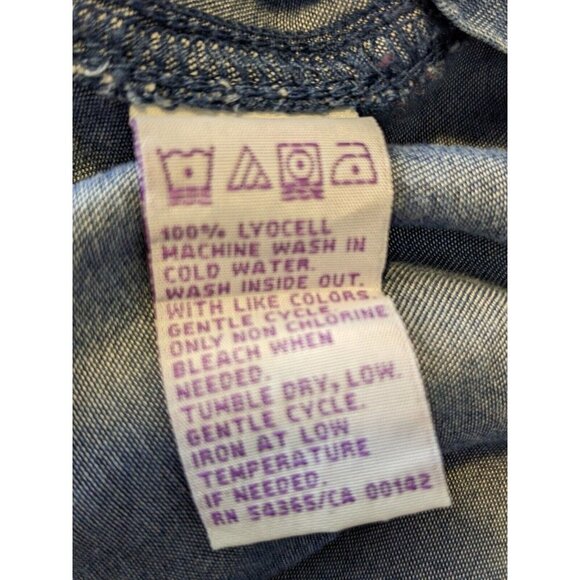 100% LYOCELL
MACHINE WASH IN
COLD WATER.
WASH INSIDE OUT.
WITH LIKE COLORS.
GENTLE CYCLE.
ONLY NON CHLORINE
BLEACH WHEN
NEEDED.
TUMBLE DRY, LOW.
GENTLE CYCLE.
IRON AT LOW
TEMPERATURE
IF NEEDED.
RN 54365/CA 00142